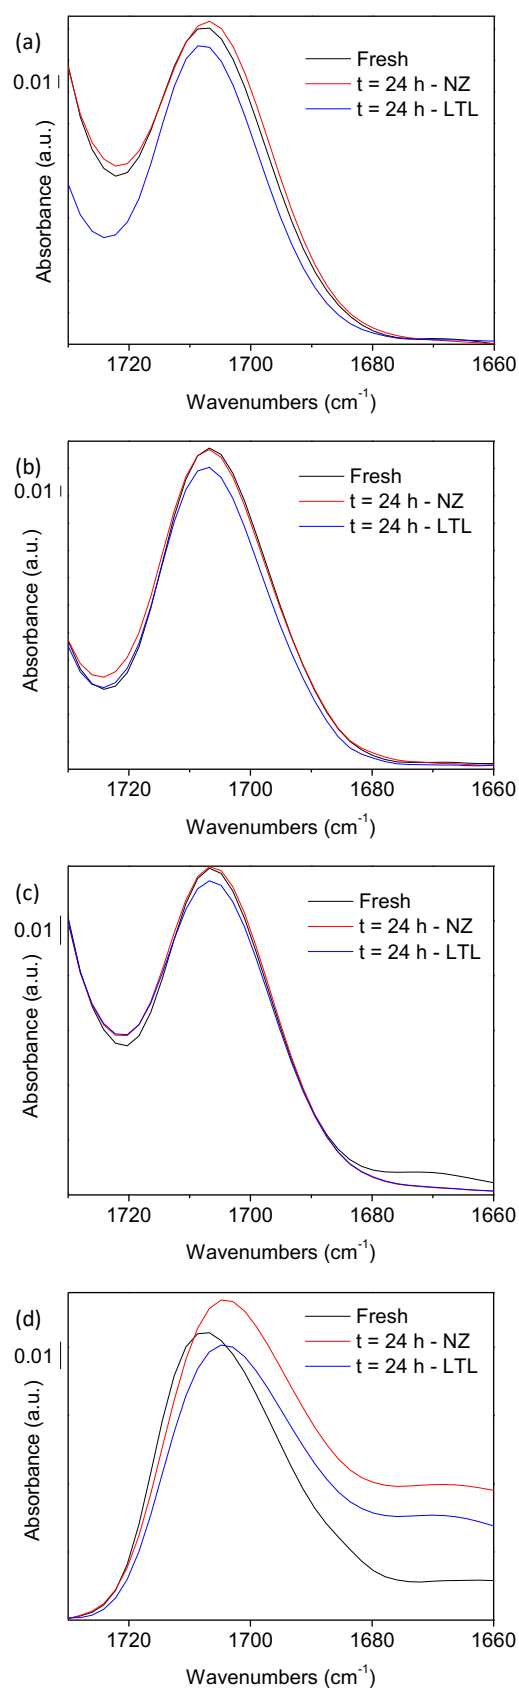 (a)
Fresh
t = 24 h - NZ
t = 24 h - LTL
0.01
Absorbance (a.u.)
1720 1700 1680 1660
Wavenumbers (cm-1)
(b)
Fresh
t = 24 h - NZ
t = 24 h - LTL
0.01
Absorbance (a.u.)
1720 1700 1680 1660
Wavenumbers (cm-1)
(c)
Fresh
t = 24 h - NZ
t = 24 h - LTL
0.01
Absorbance (a.u.)
1720 1700 1680 1660
Wavenumbers (cm-1)
(d)
Fresh
t = 24 h - NZ
t = 24 h - LTL
0.01
Absorbance (a.u.)
1720 1700 1680 1660
Wavenumbers (cm-1)